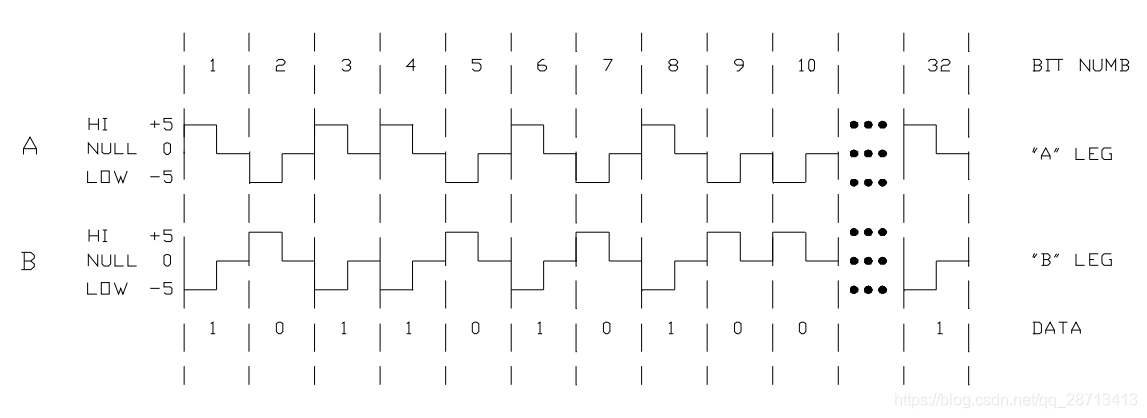 1 2 3 4 5 6 7 8 9 10 32 BIT NUMB
A
HI +5
NULL 0
LOW -5
"A" LEG
B
HI +5
NULL 0
LOW -5
"B" LEG
1 0 1 1 0 1 0 1 0 0 1 DATA
https://blog.csdn.net/qq_28713413